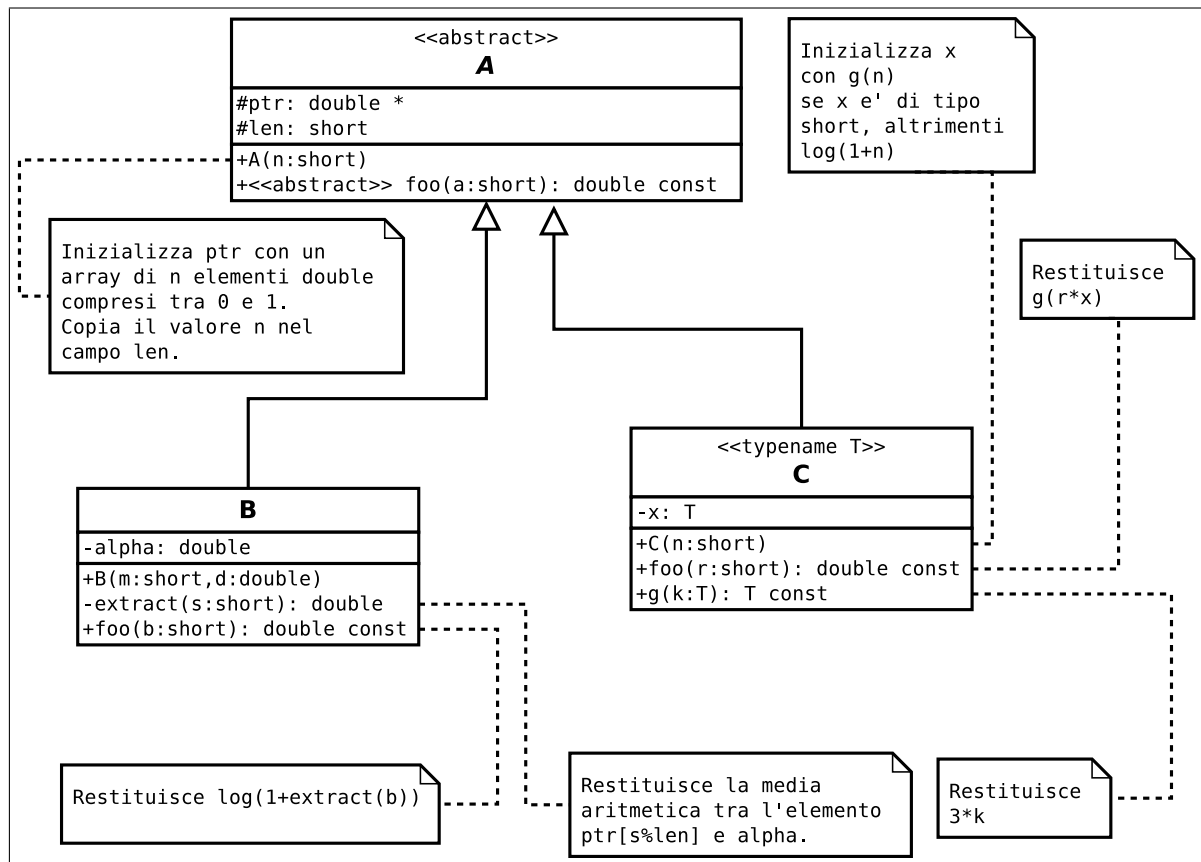 <<abstract>>
A
#ptr: double *
#len: short
+A(n:short)
+<<abstract>> foo(a:short): double const
Inizializza x
con g(n)
se x e' di tipo
short, altrimenti
log(1+n)
Inizializza ptr con un
array di n elementi double
compresi tra 0 e 1.
Copia il valore n nel
campo len.
Restituisce
g(r*x)
<<typename T>>
C
-x: T
+C(n:short)
+foo(r:short): double const
+g(k:T): T const
B
-alpha: double
+B(m:short,d:double)
-extract(s:short): double
+foo(b:short): double const
Restituisce log(1+extract(b))
Restituisce la media
aritmetica tra l'elemento
ptr[s%len] e alpha.
Restituisce
3*k